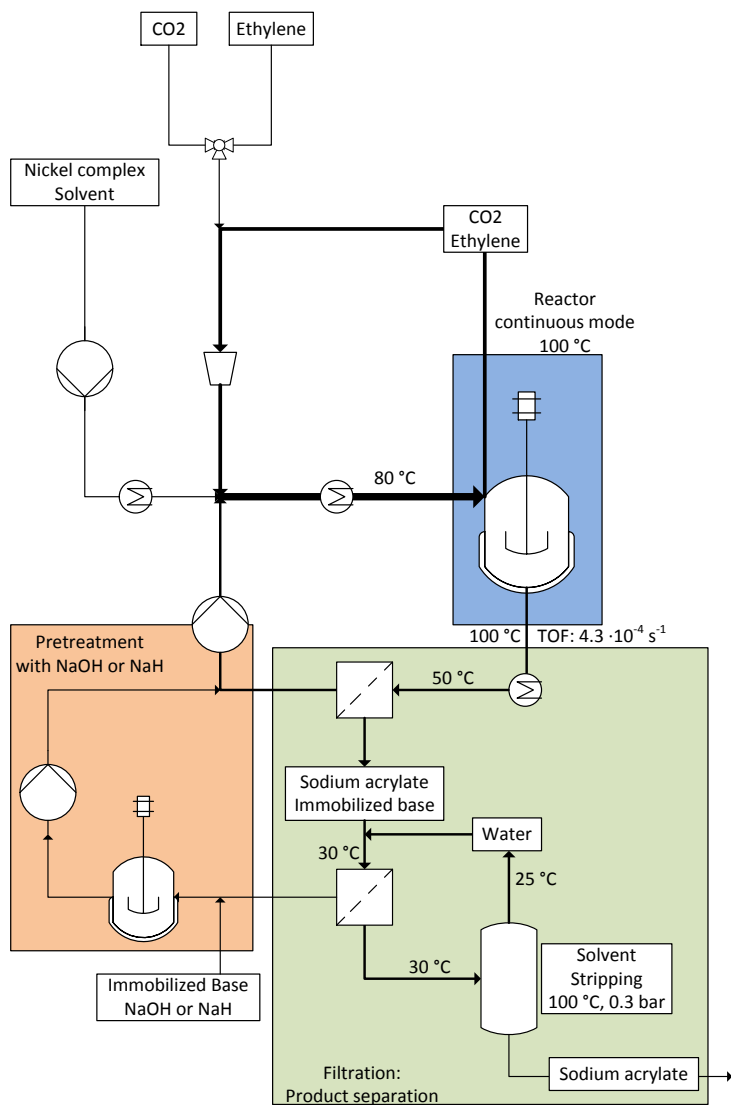 CO2
Ethylene
Nickel complex
Solvent
CO2
Ethylene
Reactor
continuous mode
100 °C
80 °C
100 °C TOF: 4.3 ·10⁻⁴ s⁻¹
Pretreatment
with NaOH or NaH
50 °C
Sodium acrylate
Immobilized base
Water
30 °C
25 °C
30 °C
Solvent
Stripping
100 °C, 0.3 bar
Immobilized Base
NaOH or NaH
Filtration:
Product separation
Sodium acrylate